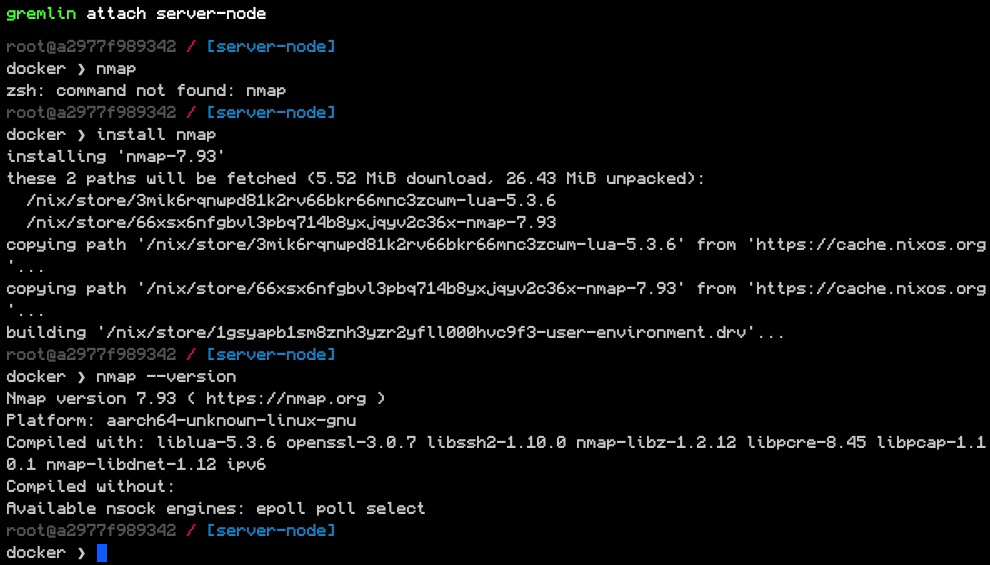 gremlin attach server-node
root@a2977f989342 / [server-node]
docker ❯ nmap
zsh: command not found: nmap
root@a2977f989342 / [server-node]
docker ❯ install nmap
installing 'nmap-7.93'
these 2 paths will be fetched (5.52 MiB download, 26.43 MiB unpacked):
  /nix/store/3mik6rqnwpd81k2rv66bkr66mnc3zcwm-lua-5.3.6
  /nix/store/66xsx6nfgbvl3pbq714b8yxjqyv2c36x-nmap-7.93
copying path '/nix/store/3mik6rqnwpd81k2rv66bkr66mnc3zcwm-lua-5.3.6' from 'https://cache.nixos.org
'...
copying path '/nix/store/66xsx6nfgbvl3pbq714b8yxjqyv2c36x-nmap-7.93' from 'https://cache.nixos.org
'...
building '/nix/store/1gsyapb1sm8znh3yzr2yfll000hvc9f3-user-environment.drv'...
root@a2977f989342 / [server-node]
docker ❯ nmap --version
Nmap version 7.93 ( https://nmap.org )
Platform: aarch64-unknown-linux-gnu
Compiled with: liblua-5.3.6 openssl-3.0.7 libssh2-1.10.0 nmap-libz-1.2.12 libpcre-8.45 libpcap-1.1
0.1 nmap-libdnet-1.12 ipv6
Compiled without:
Available nsock engines: epoll poll select
root@a2977f989342 / [server-node]
docker ❯